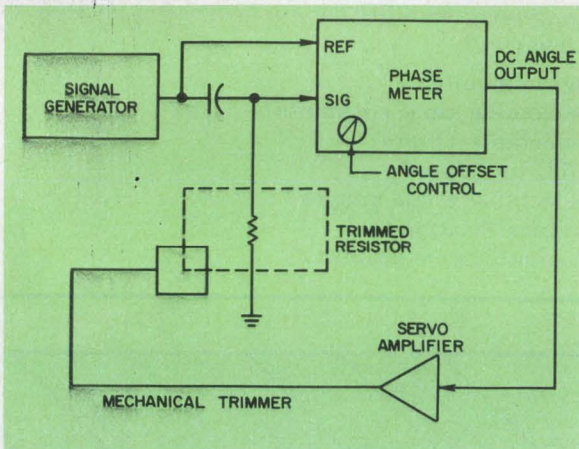 REF
DC ANGLE
OUTPUT
SIGNAL
GENERATOR
PHASE
METER
SIG
ANGLE OFFSET
CONTROL
TRIMMED
RESISTOR
SERVO
AMPLIFIER
MECHANICAL TRIMMER